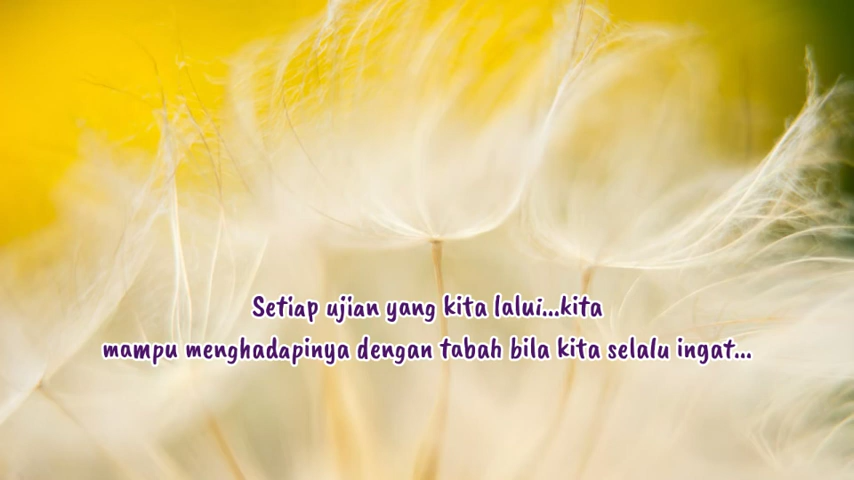 Setiap ujian yang kita lalui...kita
mampu menghadapinya dengan tabah bila kita selalu ingat...